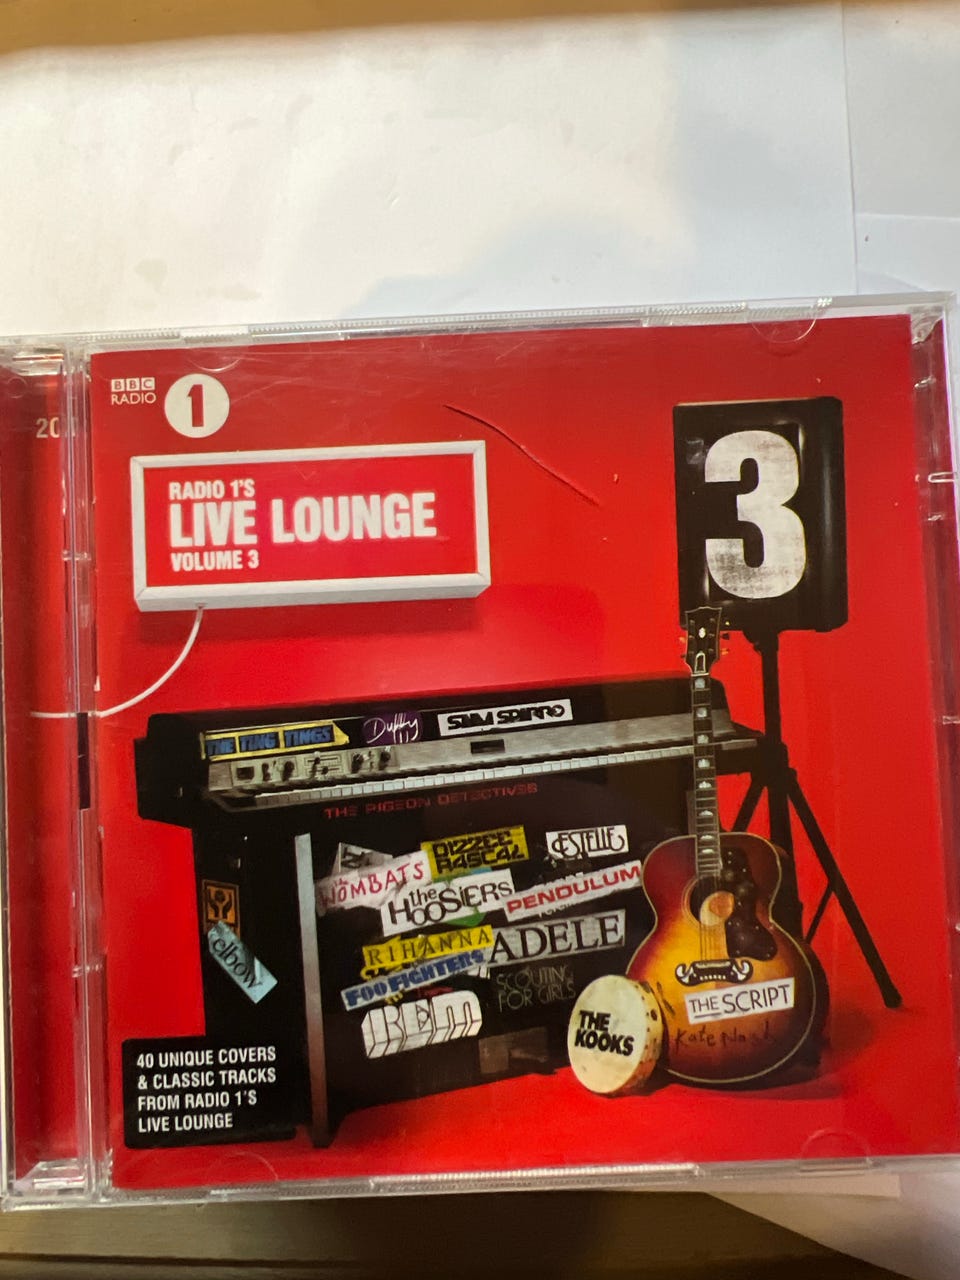 BBC
RADIO
1
2C
RADIO 1'S
LIVE LOUNGE
VOLUME 3
3
THE TING TINGS
Duffy
SAM SPARRO
THE PIGEON DETECTIVES
DIZZEE
RASCAL
ESTELLE
THE WOMBATS
the
HOOSIERS
PENDULUM
RIHANNA
ADELE
FOO FIGHTERS
SCOUTING
FOR GIRLS
REM
elbow
THE
KOOKS
THE SCRIPT
Kate Nash
40 UNIQUE COVERS
& CLASSIC TRACKS
FROM RADIO 1'S
LIVE LOUNGE